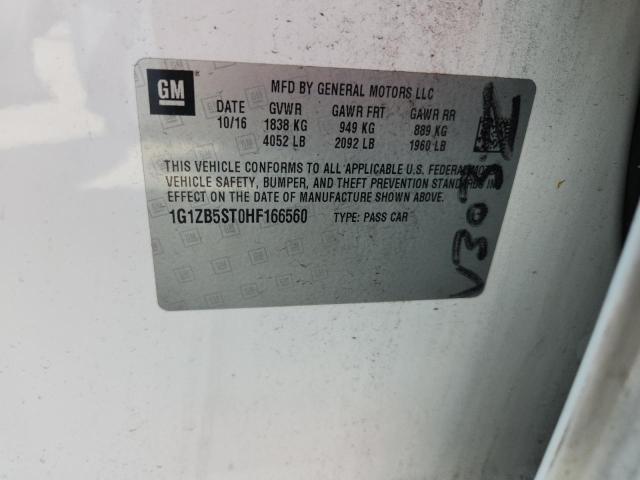 GM
MFD BY GENERAL MOTORS LLC
DATE GVWR GAWR FRT GAWR RR
10/16 1838 KG 949 KG 889 KG
4052 LB 2092 LB 1960 LB
THIS VEHICLE CONFORMS TO ALL APPLICABLE U.S. FEDERAL MOTOR
VEHICLE SAFETY, BUMPER, AND THEFT PREVENTION STANDARDS IN
EFFECT ON THE DATE OF MANUFACTURE SHOWN ABOVE.
1G1ZB5ST0HF166560 TYPE: PASS CAR